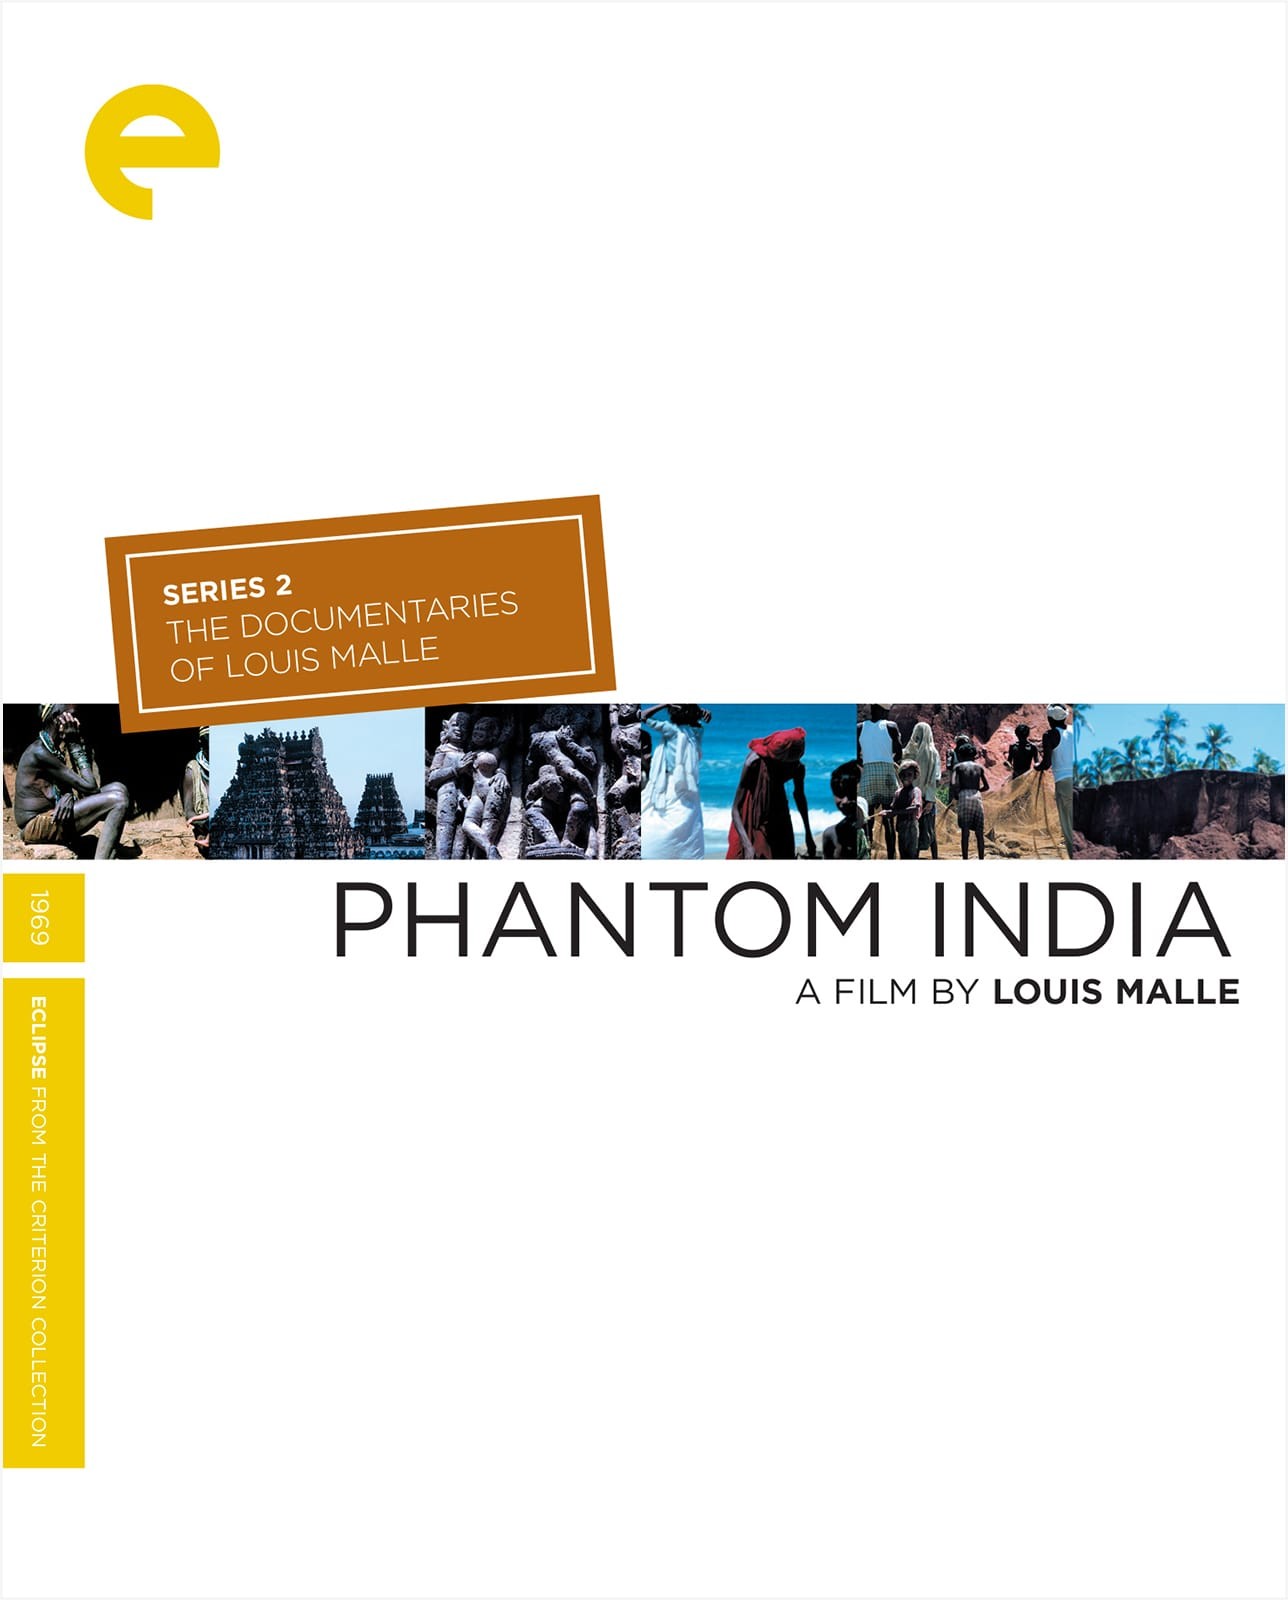 e
SERIES 2
THE DOCUMENTARIES
OF LOUIS MALLE
PHANTOM INDIA
A FILM BY LOUIS MALLE
1969
ECLIPSE FROM THE CRITERION COLLECTION